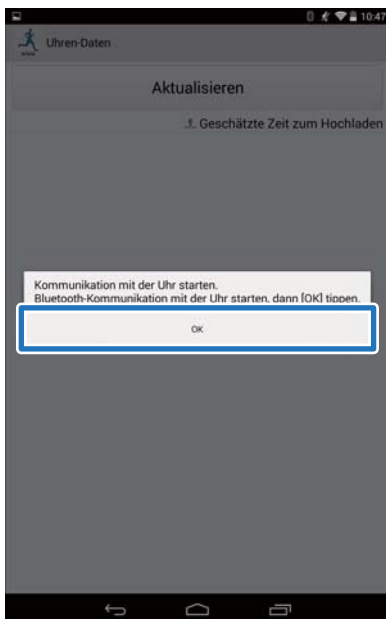 10:47
Uhren-Daten
Aktualisieren
Geschätzte Zeit zum Hochladen
Kommunikation mit der Uhr starten.
Bluetooth-Kommunikation mit der Uhr starten, dann [OK] tippen.
OK